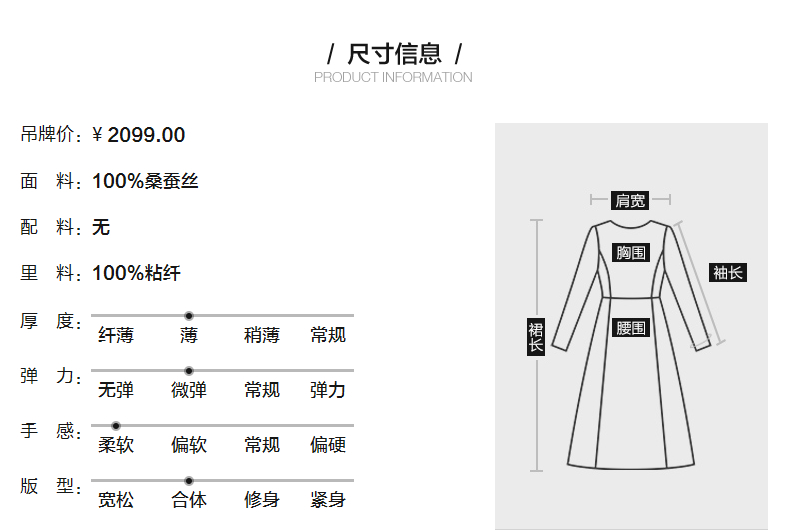 / 尺寸信息 /
PRODUCT INFORMATION
吊牌价：¥ 2099.00
面 料：100%桑蚕丝
配 料：无
里 料：100%粘纤
厚 度：
纤薄 薄 稍薄 常规
弹 力：
无弹 微弹 常规 弹力
手 感：
柔软 偏软 常规 偏硬
版 型：
宽松 合体 修身 紧身
肩宽
胸围
袖长
裙长
腰围